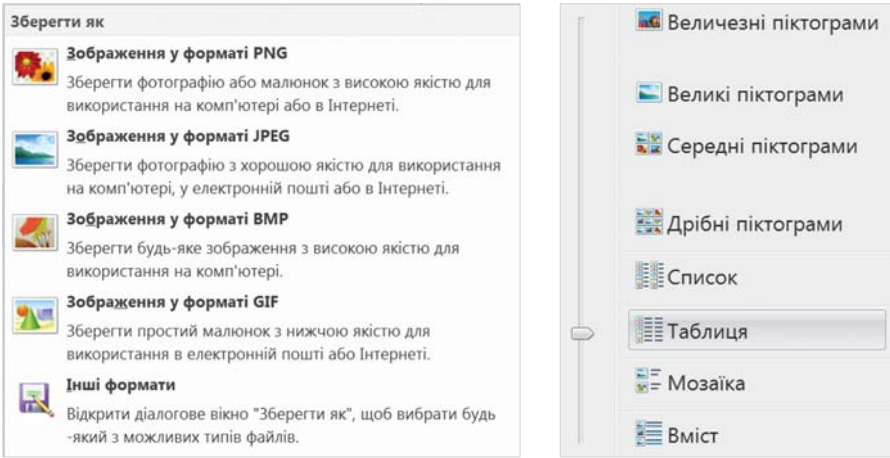 Зберегти як
Зображення у форматі PNG
Зберегти фотографію або малюнок з високою якістю для
використання на комп'ютері або в Інтернеті.
Зображення у форматі JPEG
Зберегти фотографію з хорошою якістю для використання
на комп'ютері, у електронній пошті або в Інтернеті.
Зображення у форматі BMP
Зберегти будь-яке зображення з високою якістю для
використання на комп'ютері.
Зображення у форматі GIF
Зберегти простий малюнок з нижчою якістю для
використання в електронній пошті або Інтернеті.
Інші формати
Відкрити діалогове вікно "Зберегти як", щоб вибрати будь
-який з можливих типів файлів.
Величезні піктограми
Великі піктограми
Середні піктограми
Дрібні піктограми
Список
Таблиця
Мозаїка
Вміст